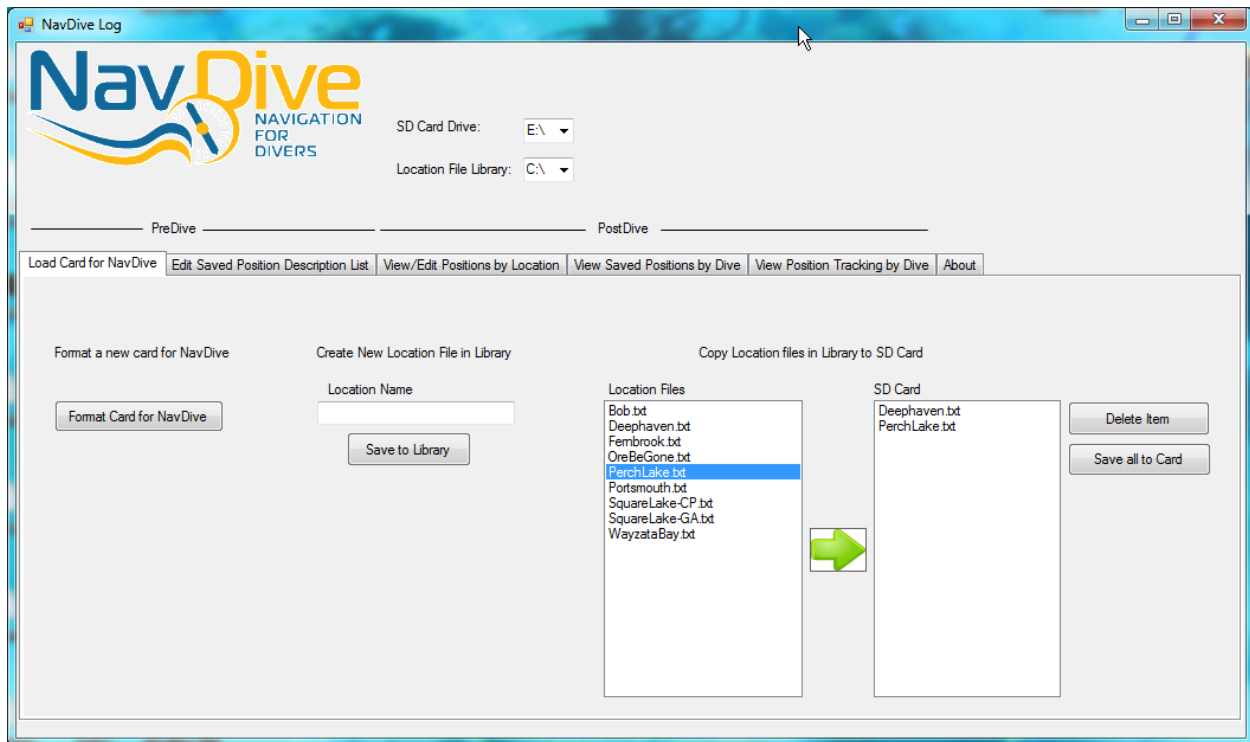 NavDive Log
NavDive
NAVIGATION
FOR
DIVERS
SD Card Drive: E:\
Location File Library: C:\
PreDive PostDive
Load Card for NavDive Edit Saved Position Description List View/Edit Positions by Location View Saved Positions by Dive View Position Tracking by Dive About
Format a new card for NavDive Create New Location File in Library Copy Location files in Library to SD Card
Format Card for NavDive
Location Name
Save to Library
Location Files
Bob.txt
Deephaven.txt
Fernbrook.txt
OreBeGone.txt
PerchLake.txt
Portsmouth.txt
SquareLake-CP.txt
SquareLake-GA.txt
WayzataBay.txt
SD Card
Deephaven.txt
PerchLake.txt
Delete Item
Save all to Card